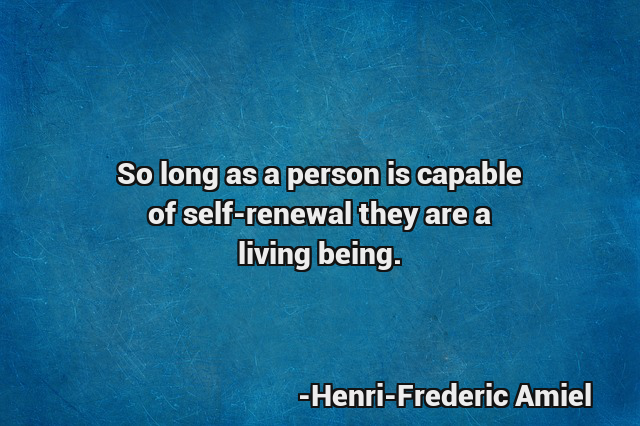 So long as a person is capable
of self-renewal they are a
living being.
-Henri-Frederic Amiel